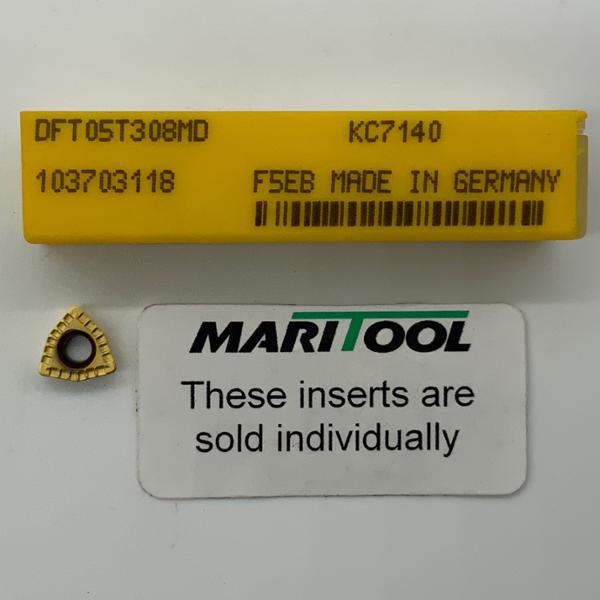 DFT05T308MD KC7140
103703118 F5EB MADE IN GERMANY
MARITOOL
These inserts are
sold individually